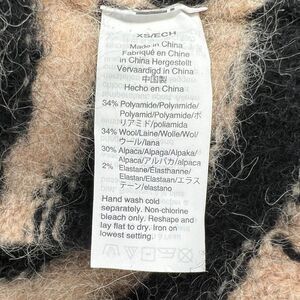 XS/ECH
Made in China
Fabriqué en Chine
in China Hergestellt
Vervaardigd in China
中国製
Hecho en China
34% Polyamide/Polyamide/
Polyamid/Polyamide/ポ
リアミド/poliamida
34% Wool/Laine/Wolle/Wol/
ウール/lana
30% Alpaca/Alpaga/Alpaka/
Alpaca/アルパカ/alpaca
2% Elastane/Élasthanne/
Elastan/Elastaan/エラス
テーン/elastano
Hand wash cold
separately. Non-chlorine
bleach only. Reshape and
lay flat to dry. Iron on
lowest setting.